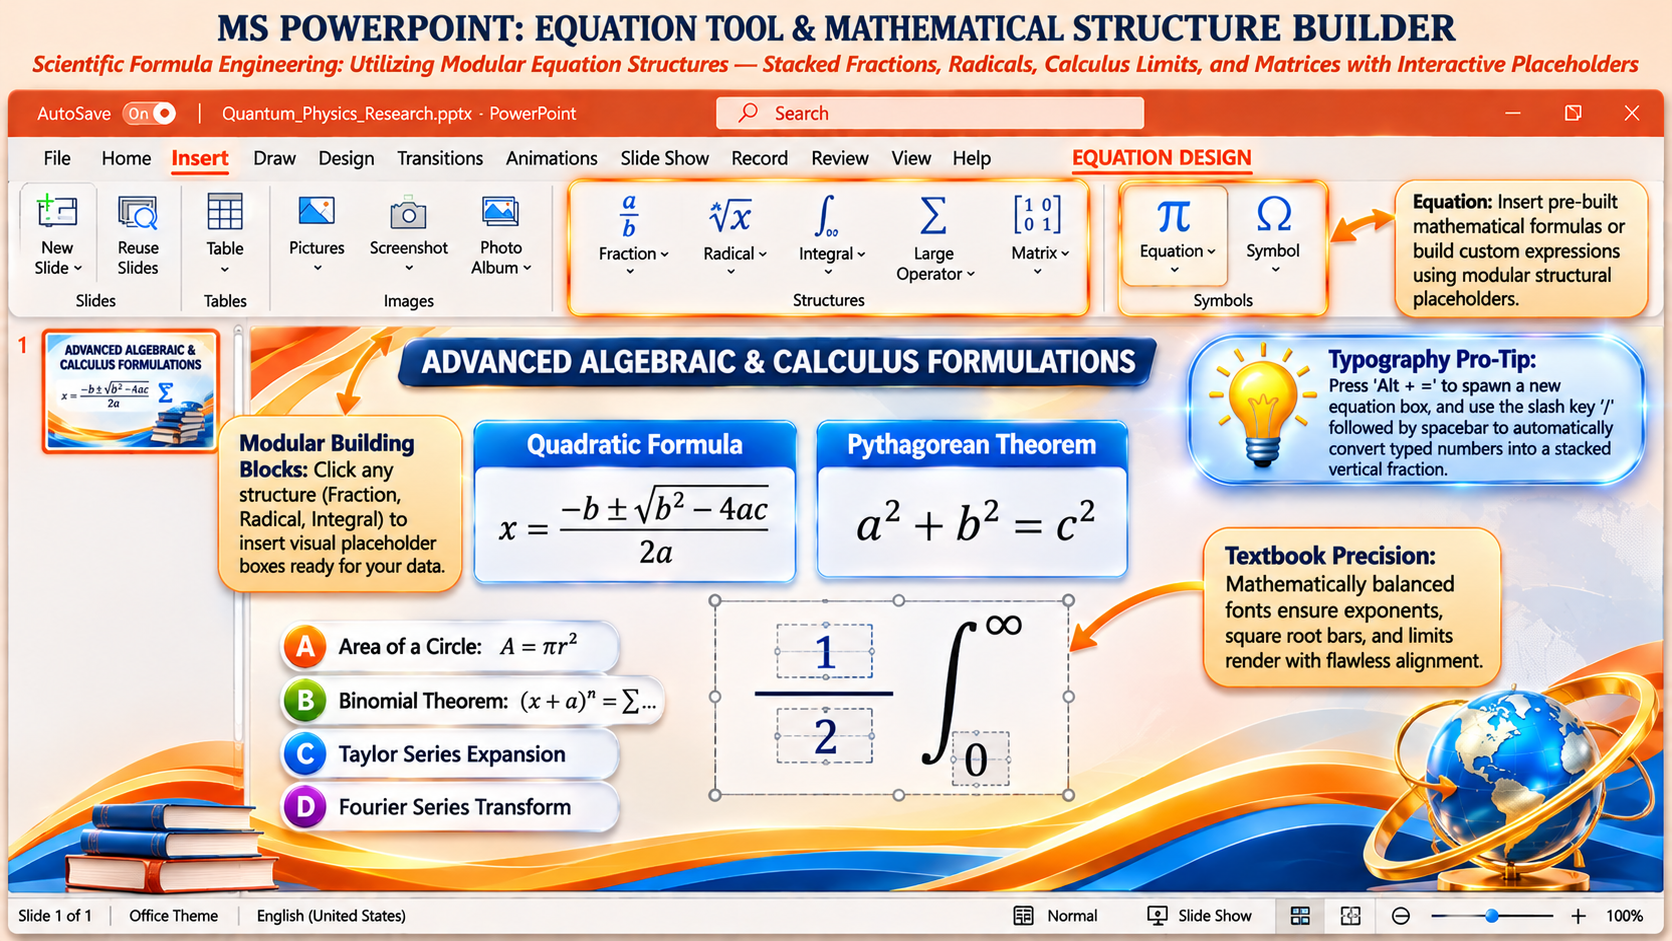 MS POWERPOINT: EQUATION TOOL & MATHEMATICAL STRUCTURE BUILDER
Scientific Formula Engineering: Utilizing Modular Equation Structures — Stacked Fractions, Radicals, Calculus Limits, and Matrices with Interactive Placeholders
AutoSave On | Quantum_Physics_Research.pptx - PowerPoint
Search
File Home Insert Draw Design Transitions Animations Slide Show Record Review View Help EQUATION DESIGN
New Slide
Reuse Slides
Slides
Table
Tables
Pictures
Screenshot
Photo Album
Images
a/b
Fraction
ⁿ√x
Radical
∫∞
Integral
∑
Large Operator
[1 0
0 1]
Matrix
Structures
π
Equation
Ω
Symbol
Symbols
Equation: Insert pre-built
mathematical formulas or
build custom expressions
using modular structural
placeholders.
1
ADVANCED ALGEBRAIC &
CALCULUS FORMULATIONS
x = (−b ± √(b² − 4ac)) / 2a ∑
ADVANCED ALGEBRAIC & CALCULUS FORMULATIONS
Typography Pro-Tip:
Press 'Alt + =' to spawn a new
equation box, and use the slash key '/'
followed by spacebar to automatically
convert typed numbers into a stacked
vertical fraction.
Modular Building
Blocks: Click any
structure (Fraction,
Radical, Integral) to
insert visual placeholder
boxes ready for your data.
Quadratic Formula
x = (−b ± √(b² − 4ac)) / 2a
Pythagorean Theorem
a² + b² = c²
Textbook Precision:
Mathematically balanced
fonts ensure exponents,
square root bars, and limits
render with flawless alignment.
A Area of a Circle: A = πr²
B Binomial Theorem: (x + a)ⁿ = ∑...
C Taylor Series Expansion
D Fourier Series Transform
1
2
∫
∞
0
Slide 1 of 1 | Office Theme | English (United States)
Normal
Slide Show
100%